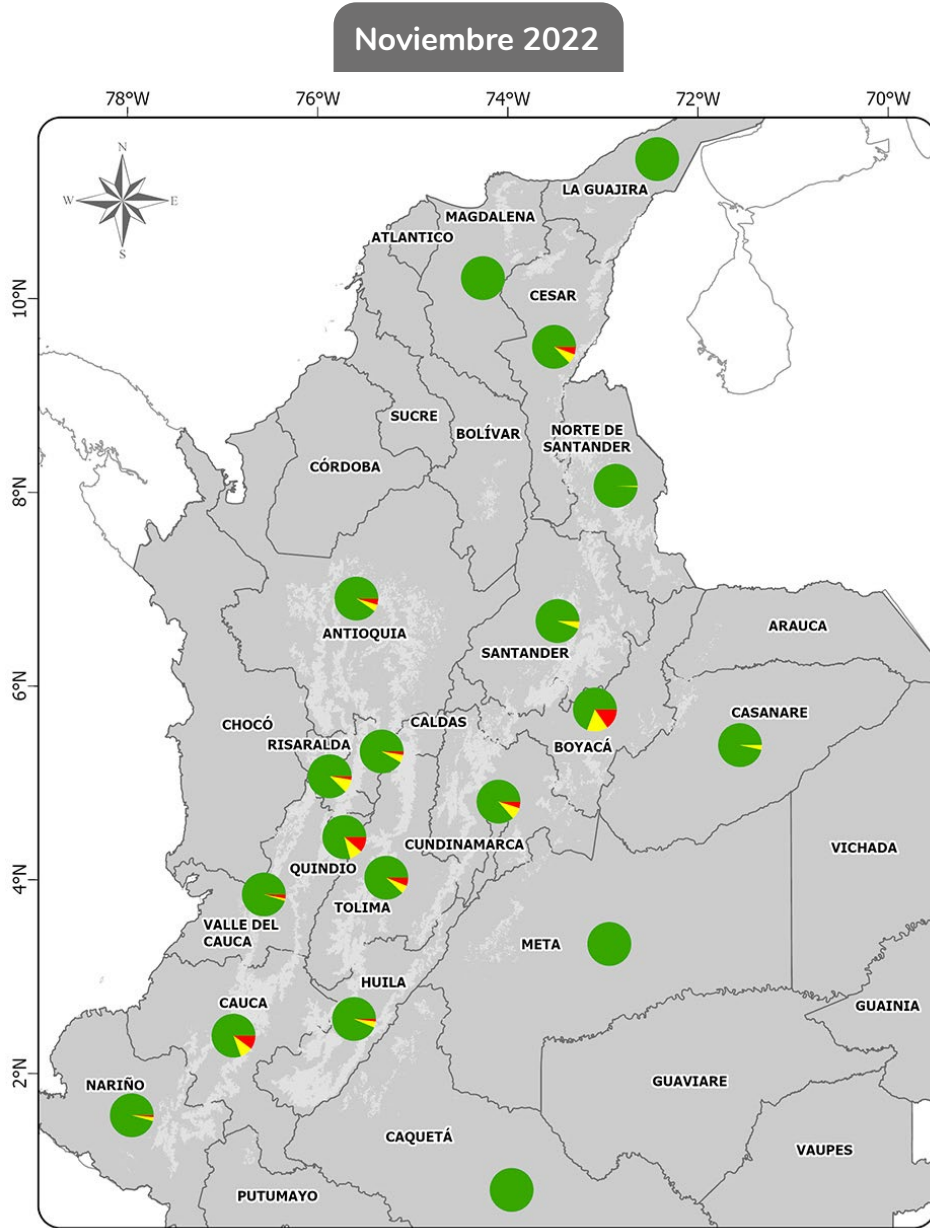 Noviembre 2022
78°W
76°W
74°W
72°W
70°W
N
W
E
S
10°N
8°N
6°N
4°N
2°N
LA GUAJIRA
MAGDALENA
ATLANTICO
CESAR
SUCRE
BOLÍVAR
NORTE DE
SANTANDER
CÓRDOBA
ANTIOQUIA
SANTANDER
ARAUCA
CHOCÓ
CALDAS
CASANARE
RISARALDA
BOYACÁ
CUNDINAMARCA
VICHADA
QUINDIO
TOLIMA
VALLE DEL
CAUCA
META
HUILA
CAUCA
GUAINIA
NARIÑO
GUAVIARE
CAQUETÁ
VAUPES
PUTUMAYO